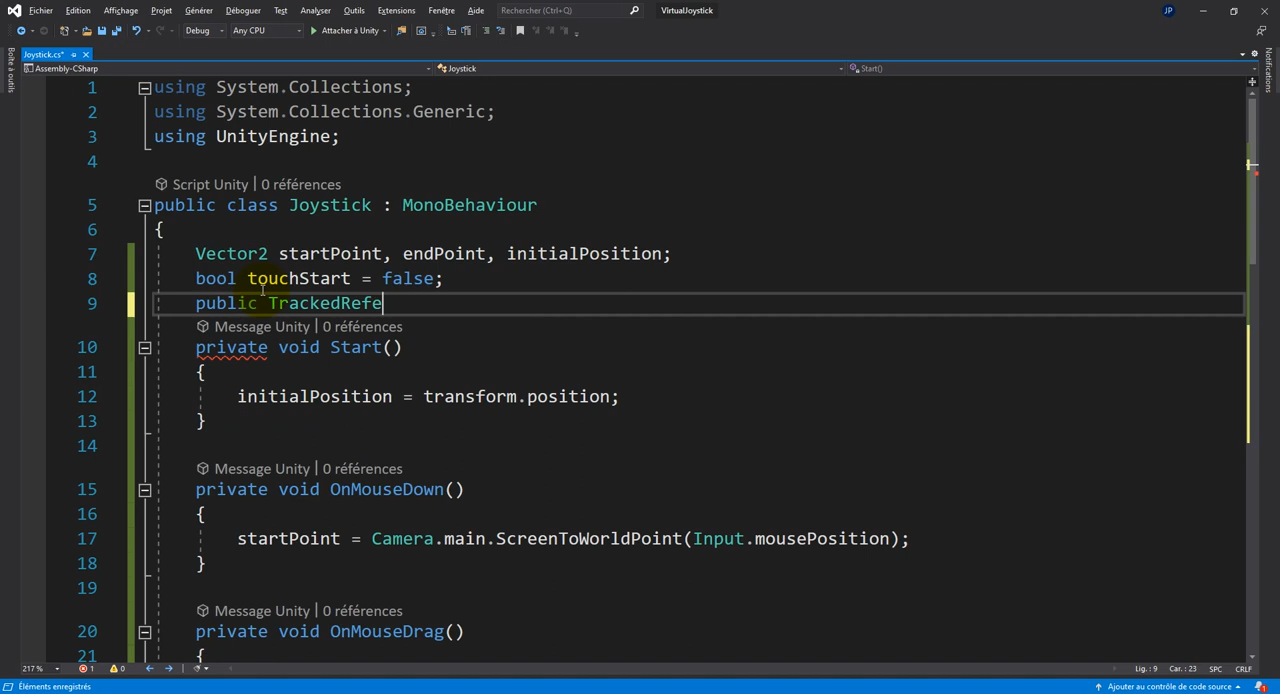 Fichier Edition Affichage Projet Générer Déboguer Test Analyser Outils Extensions Fenêtre Aide Rechercher (Ctrl+Q) VirtualJoystick JP
Debug Any CPU Attacher à Unity
Joystick.cs*
Assembly-CSharp Joystick Start()
Boîte à outils
Notifications
1 using System.Collections;
2 using System.Collections.Generic;
3 using UnityEngine;
4
Script Unity | 0 références
5 public class Joystick : MonoBehaviour
6 {
7 Vector2 startPoint, endPoint, initialPosition;
8 bool touchStart = false;
9 public TrackedRefe
Message Unity | 0 références
10 private void Start()
11 {
12 initialPosition = transform.position;
13 }
14
Message Unity | 0 références
15 private void OnMouseDown()
16 {
17 startPoint = Camera.main.ScreenToWorldPoint(Input.mousePosition);
18 }
19
Message Unity | 0 références
20 private void OnMouseDrag()
21 {
217 % 1 0 Lig. : 9 Car. : 23 SPC CRLF
Éléments enregistrés Ajouter au contrôle de code source 1